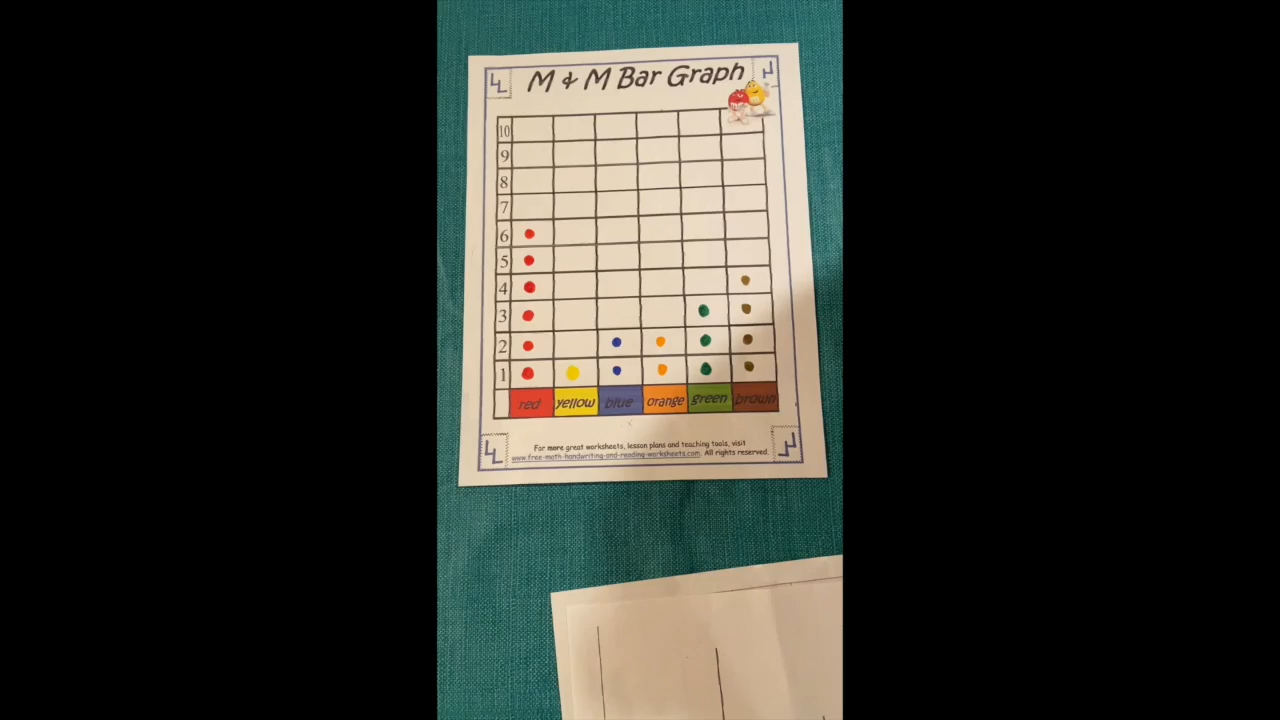 M & M Bar Graph
10
9
8
7
6
5
4
3
2
1
red yellow blue orange green brown
For more great worksheets, lesson plans and teaching tools, visit
www.free-math-handwriting-and-reading-worksheets.com. All rights reserved.